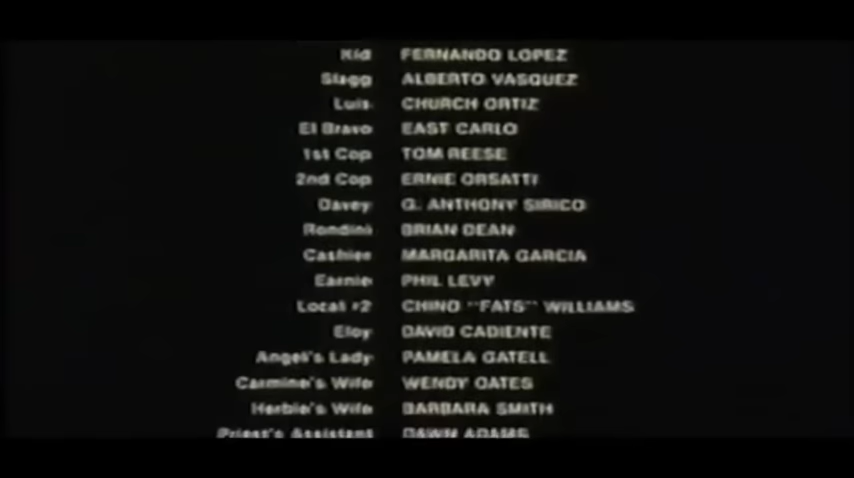 Kid FERNANDO LOPEZ
Slagg ALBERTO VASQUEZ
Luis CHURCH ORTIZ
El Bravo EAST CARLO
1st Cop TOM REESE
2nd Cop ERNIE ORSATTI
Davey G. ANTHONY SIRICO
Rondini BRIAN DEAN
Cashier MARGARITA GARCIA
Earnie PHIL LEVY
Local #2 CHINO "FATS" WILLIAMS
Eloy DAVID CADIENTE
Angel's Lady PAMELA GATELL
Carmine's Wife WENDY OATES
Herbie's Wife BARBARA SMITH
Priest's Assistant DAWN ADAMS